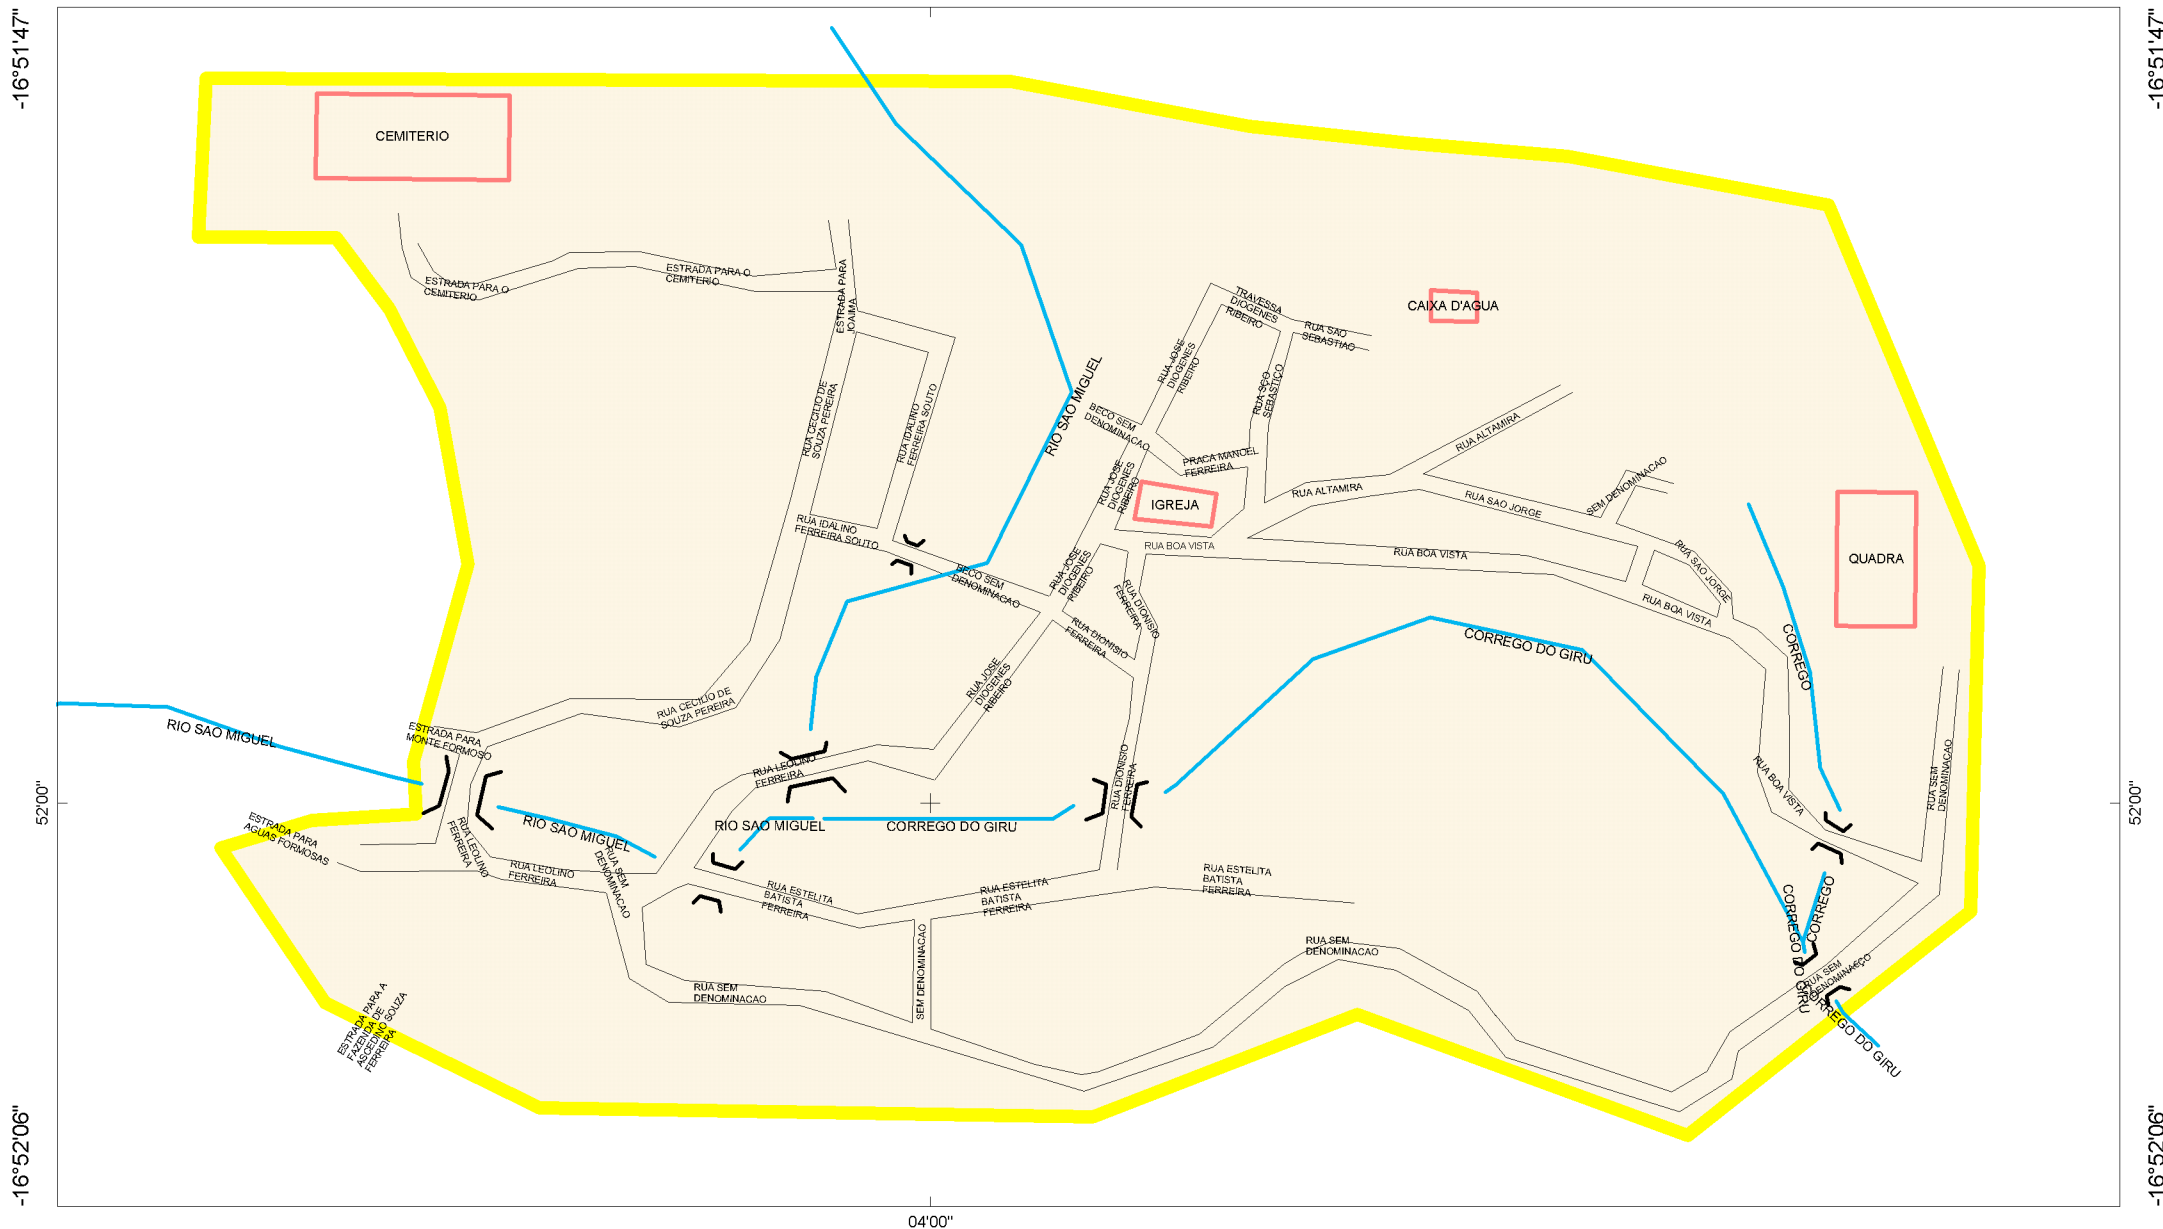 -16°51'47"
-16°51'47"
CEMITERIO
ESTRADA PARA O
CEMITERIO
ESTRADA PARA O
CEMITERIO
ESTRADA PARA
JOAIMA
TRAVESSA
DIOGENES
RIBEIRO
RUA SAO
SEBASTIAO
CAIXA D'AGUA
RUA JOSE
DIOGENES
RIBEIRO
RUA SÇO
SEBASTIÇO
RIO SAO MIGUEL
RUA CECILIO DE
SOUZA PEREIRA
RUA IDALINO
FERREIRA SOUTO
BECO SEM
DENOMINACAO
PRACA MANOEL
FERREIRA
RUA ALTAMIRA
RUA JOSE
DIOGENES
RIBEIRO
IGREJA
RUA ALTAMIRA
RUA SAO JORGE
SEM DENOMINACAO
RUA IDALINO
FERREIRA SOUTO
RUA BOA VISTA
RUA BOA VISTA
RUA SAO JORGE
QUADRA
BECO SEM
DENOMINACAO
RUA JOSE
DIOGENES
RIBEIRO
RUA DIONISIO
FERREIRA
RUA BOA VISTA
RUA DIONISIO
FERREIRA
CORREGO DO GIRU
CORREGO
RUA JOSE
DIOGENES
RIBEIRO
RUA CECILIO DE
SOUZA PEREIRA
RIO SAO MIGUEL
ESTRADA PARA
MONTE FORMOSO
RUA LEOLINO
FERREIRA
RUA DIONISIO
FERREIRA
RUA BOA VISTA
RUA SEM
DENOMINACAO
52'00"
52'00"
ESTRADA PARA
AGUAS FORMOSAS
RUA LEOLINO
FERREIRA
RIO SAO MIGUEL
RIO SAO MIGUEL
CORREGO DO GIRU
RUA LEOLINO
FERREIRA
RUA SEM
DENOMINACAO
RUA ESTELITA
BATISTA
FERREIRA
RUA ESTELITA
BATISTA
FERREIRA
RUA ESTELITA
BATISTA
FERREIRA
CORREGO
CORREGO DO GIRU
SEM DENOMINACAO
RUA SEM
DENOMINACAO
RUA SEM
DENOMINACAO
RUA SEM
DENOMINAÇÇO
CORREGO DO GIRU
ESTRADA PARA A
FAZENDA DE
ASCEDINO SOUZA
FERREIRA
-16°52'06"
-16°52'06"
04'00"